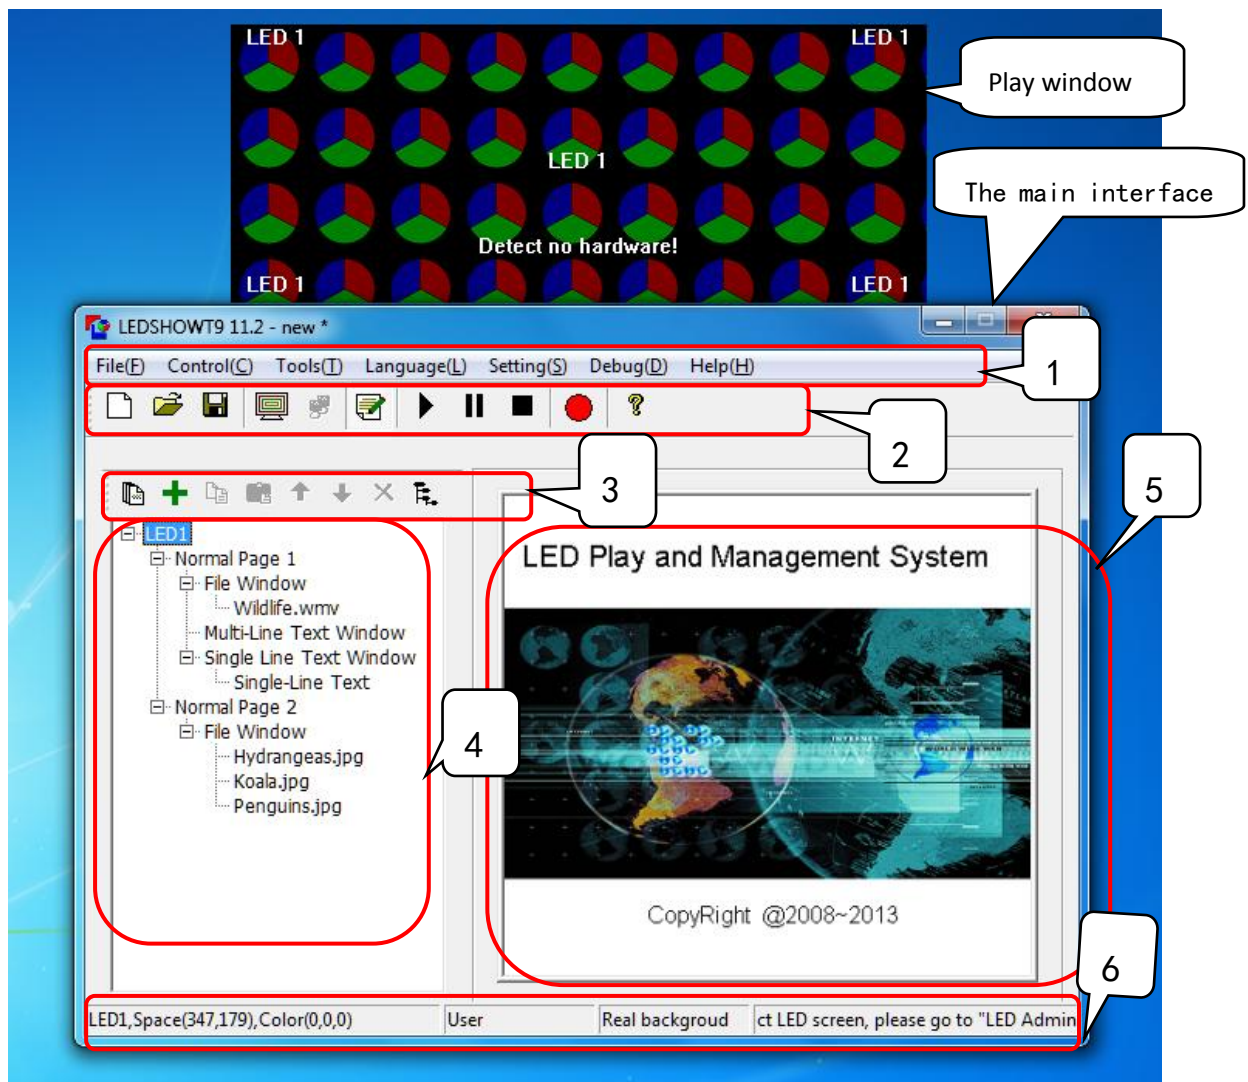 LED 1
LED 1
Play window
LED 1
The main interface
Detect no hardware!
LED 1
LED 1
LEDSHOWT9 11.2 - new *
File(F) Control(C) Tools(T) Language(L) Setting(S) Debug(D) Help(H)
1
2
3
5
LED1
Normal Page 1
File Window
Wildlife.wmv
Multi-Line Text Window
Single Line Text Window
Single-Line Text
Normal Page 2
File Window
Hydrangeas.jpg
Koala.jpg
Penguins.jpg
4
LED Play and Management System
INTERNET
WORLD WIDE WEB
CopyRight @2008~2013
6
LED1,Space(347,179),Color(0,0,0) User Real backgroud ct LED screen, please go to "LED Admin